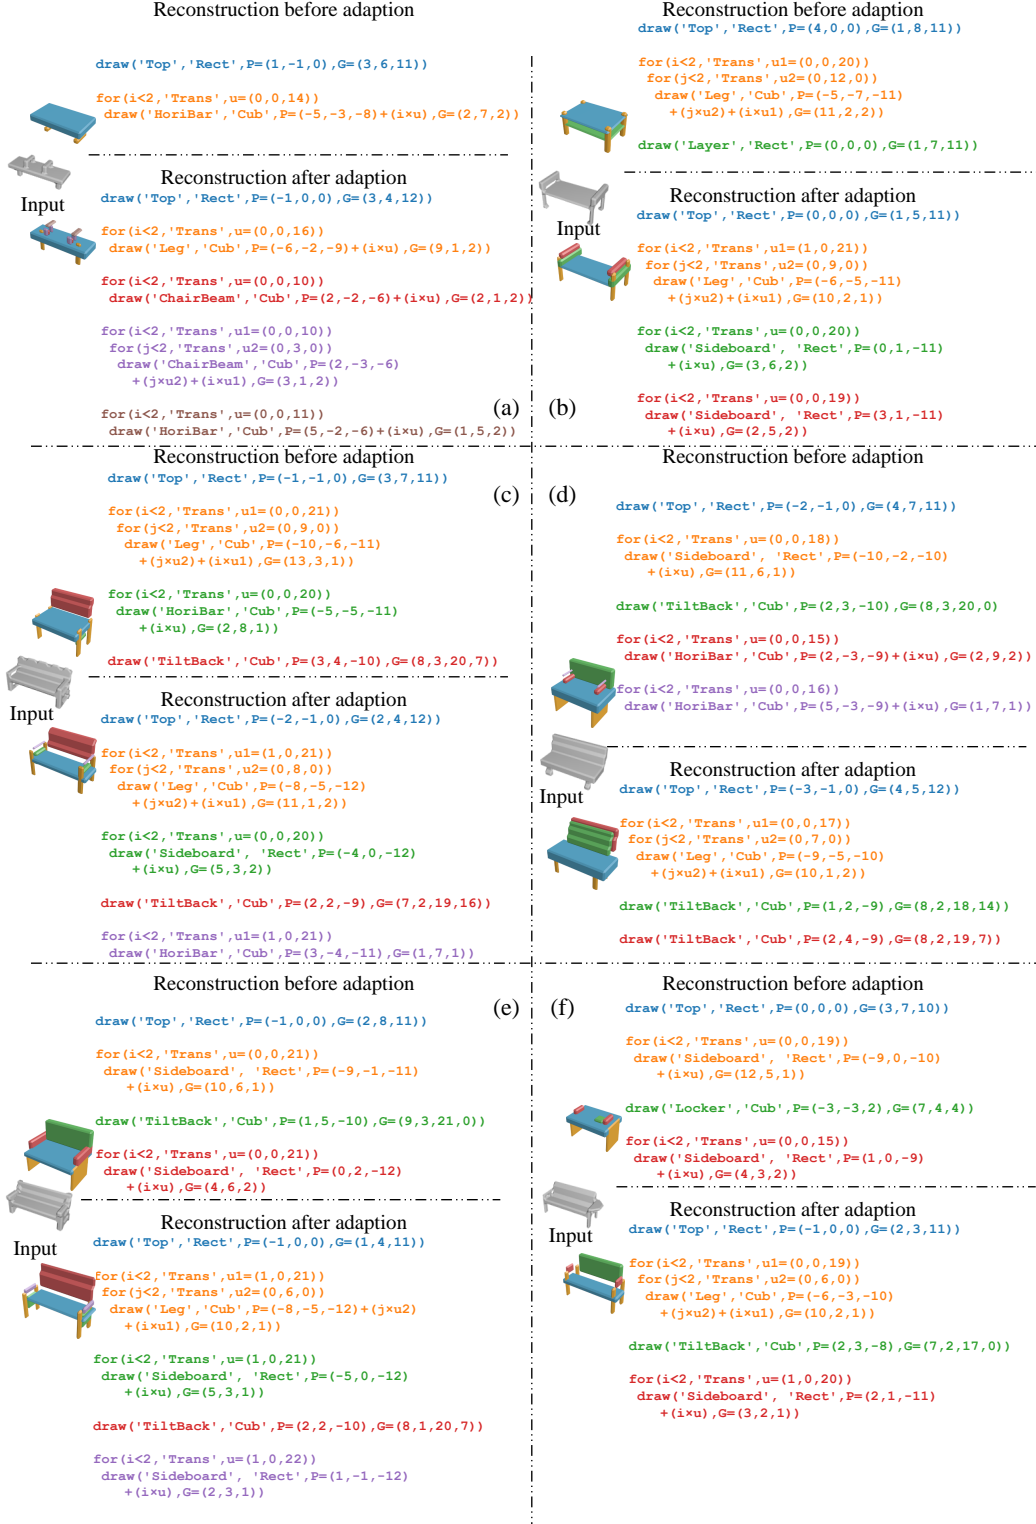 Reconstruction before adaption
draw('Top','Rect',P=(1,-1,0),G=(3,6,11))
for(i<2,'Trans',u=(0,0,14))
draw('HoriBar','Cub',P=(-5,-3,-8)+(i×u),G=(2,7,2))
Input
Reconstruction after adaption
draw('Top','Rect',P=(-1,0,0),G=(3,4,12))
for(i<2,'Trans',u=(0,0,16))
draw('Leg','Cub',P=(-6,-2,-9)+(i×u),G=(9,1,2))
for(i<2,'Trans',u=(0,0,10))
draw('ChairBeam','Cub',P=(2,-2,-6)+(i×u),G=(2,1,2))
for(i<2,'Trans',u1=(0,0,10))
for(j<2,'Trans',u2=(0,3,0))
draw('ChairBeam','Cub',P=(2,-3,-6)
+(j×u2)+(i×u1),G=(3,1,2))
for(i<2,'Trans',u=(0,0,11))
draw('HoriBar','Cub',P=(5,-2,-6)+(i×u),G=(1,5,2))
(a)
Reconstruction before adaption
draw('Top','Rect',P=(4,0,0),G=(1,8,11))
for(i<2,'Trans',u1=(0,0,20))
for(j<2,'Trans',u2=(0,12,0))
draw('Leg','Cub',P=(-5,-7,-11)
+(j×u2)+(i×u1),G=(11,2,2))
draw('Layer','Rect',P=(0,0,0),G=(1,7,11))
Input
Reconstruction after adaption
draw('Top','Rect',P=(0,0,0),G=(1,5,11))
for(i<2,'Trans',u1=(1,0,21))
for(j<2,'Trans',u2=(0,9,0))
draw('Leg','Cub',P=(-6,-5,-11)
+(j×u2)+(i×u1),G=(10,2,1))
for(i<2,'Trans',u=(0,0,20))
draw('Sideboard', 'Rect',P=(0,1,-11)
+(i×u),G=(3,6,2))
for(i<2,'Trans',u=(0,0,19))
draw('Sideboard', 'Rect',P=(3,1,-11)
+(i×u),G=(2,5,2))
(b)
Reconstruction before adaption
draw('Top','Rect',P=(-1,-1,0),G=(3,7,11))
(c)
for(i<2,'Trans',u1=(0,0,21))
for(j<2,'Trans',u2=(0,9,0))
draw('Leg','Cub',P=(-10,-6,-11)
+(j×u2)+(i×u1),G=(13,3,1))
for(i<2,'Trans',u=(0,0,20))
draw('HoriBar','Cub',P=(-5,-5,-11)
+(i×u),G=(2,8,1))
draw('TiltBack','Cub',P=(3,4,-10),G=(8,3,20,7))
Input
Reconstruction after adaption
draw('Top','Rect',P=(-2,-1,0),G=(2,4,12))
for(i<2,'Trans',u1=(1,0,21))
for(j<2,'Trans',u2=(0,8,0))
draw('Leg','Cub',P=(-8,-5,-12)
+(j×u2)+(i×u1),G=(11,1,2))
for(i<2,'Trans',u=(0,0,20))
draw('Sideboard', 'Rect',P=(-4,0,-12)
+(i×u),G=(5,3,2))
draw('TiltBack','Cub',P=(2,2,-9),G=(7,2,19,16))
for(i<2,'Trans',u1=(1,0,21))
draw('HoriBar','Cub',P=(3,-4,-11),G=(1,7,1))
Reconstruction before adaption
(d)
draw('Top','Rect',P=(-2,-1,0),G=(4,7,11))
for(i<2,'Trans',u=(0,0,18))
draw('Sideboard', 'Rect',P=(-10,-2,-10)
+(i×u),G=(11,6,1))
draw('TiltBack','Cub',P=(2,3,-10),G=(8,3,20,0)
for(i<2,'Trans',u=(0,0,15))
draw('HoriBar','Cub',P=(2,-3,-9)+(i×u),G=(2,9,2))
for(i<2,'Trans',u=(0,0,16))
draw('HoriBar','Cub',P=(5,-3,-9)+(i×u),G=(1,7,1))
Input
Reconstruction after adaption
draw('Top','Rect',P=(-3,-1,0),G=(4,5,12))
for(i<2,'Trans',u1=(0,0,17))
for(j<2,'Trans',u2=(0,7,0))
draw('Leg','Cub',P=(-9,-5,-10)
+(j×u2)+(i×u1),G=(10,1,2))
draw('TiltBack','Cub',P=(1,2,-9),G=(8,2,18,14))
draw('TiltBack','Cub',P=(2,4,-9),G=(8,2,19,7))
Reconstruction before adaption
(e)
draw('Top','Rect',P=(-1,0,0),G=(2,8,11))
for(i<2,'Trans',u=(0,0,21))
draw('Sideboard', 'Rect',P=(-9,-1,-11)
+(i×u),G=(10,6,1))
draw('TiltBack','Cub',P=(1,5,-10),G=(9,3,21,0))
for(i<2,'Trans',u=(0,0,21))
draw('Sideboard', 'Rect',P=(0,2,-12)
+(i×u),G=(4,6,2))
Input
Reconstruction after adaption
draw('Top','Rect',P=(-1,0,0),G=(1,4,11))
for(i<2,'Trans',u1=(1,0,21))
for(j<2,'Trans',u2=(0,6,0))
draw('Leg','Cub',P=(-8,-5,-12)+(j×u2)
+(i×u1),G=(10,2,1))
for(i<2,'Trans',u=(1,0,21))
draw('Sideboard', 'Rect',P=(-5,0,-12)
+(i×u),G=(5,3,1))
draw('TiltBack','Cub',P=(2,2,-10),G=(8,1,20,7))
for(i<2,'Trans',u=(1,0,22))
draw('Sideboard', 'Rect',P=(1,-1,-12)
+(i×u),G=(2,3,1))
Reconstruction before adaption
(f)
draw('Top','Rect',P=(0,0,0),G=(3,7,10))
for(i<2,'Trans',u=(0,0,19))
draw('Sideboard', 'Rect',P=(-9,0,-10)
+(i×u),G=(12,5,1))
draw('Locker','Cub',P=(-3,-3,2),G=(7,4,4))
for(i<2,'Trans',u=(0,0,15))
draw('Sideboard', 'Rect',P=(1,0,-9)
+(i×u),G=(4,3,2))
Input
Reconstruction after adaption
draw('Top','Rect',P=(-1,0,0),G=(2,3,11))
for(i<2,'Trans',u1=(0,0,19))
for(j<2,'Trans',u2=(0,6,0))
draw('Leg','Cub',P=(-6,-3,-10)
+(j×u2)+(i×u1),G=(10,2,1))
draw('TiltBack','Cub',P=(2,3,-8),G=(7,2,17,0))
for(i<2,'Trans',u=(1,0,20))
draw('Sideboard', 'Rect',P=(2,1,-11)
+(i×u),G=(3,2,1))